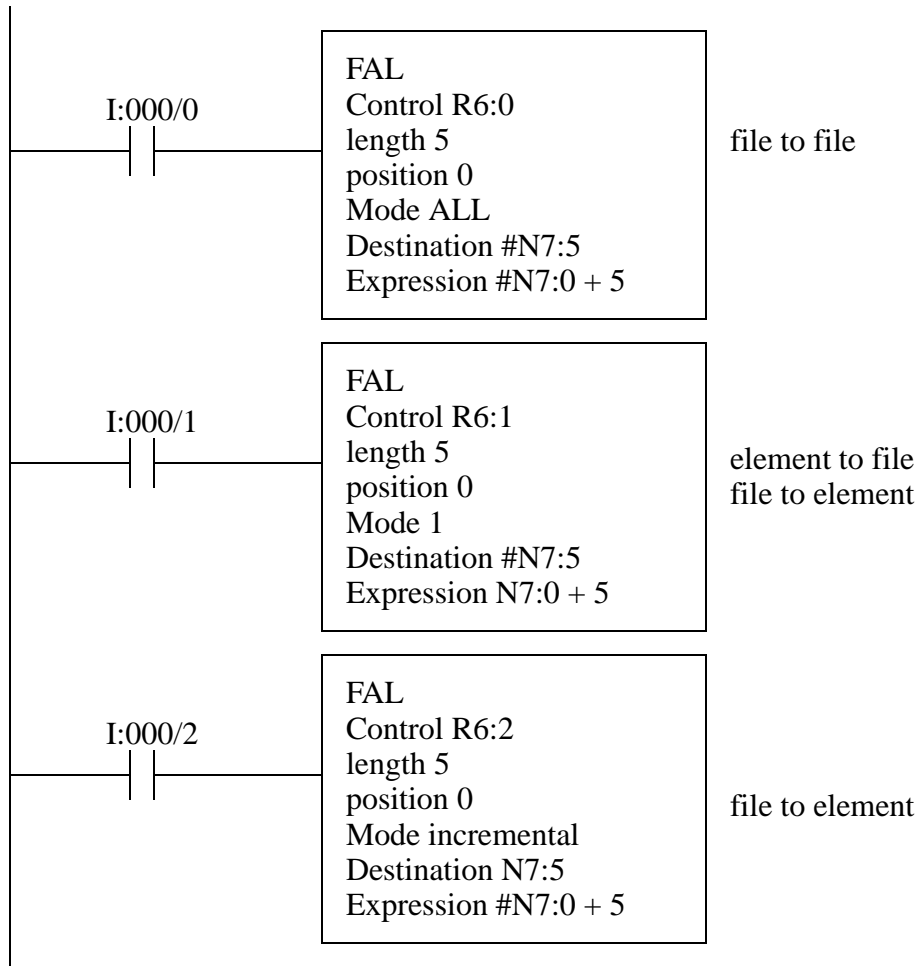 I:000/0
FAL
Control R6:0
length 5
position 0
Mode ALL
Destination #N7:5
Expression #N7:0 + 5
file to file
I:000/1
FAL
Control R6:1
length 5
position 0
Mode 1
Destination #N7:5
Expression N7:0 + 5
element to file
file to element
I:000/2
FAL
Control R6:2
length 5
position 0
Mode incremental
Destination N7:5
Expression #N7:0 + 5
file to element